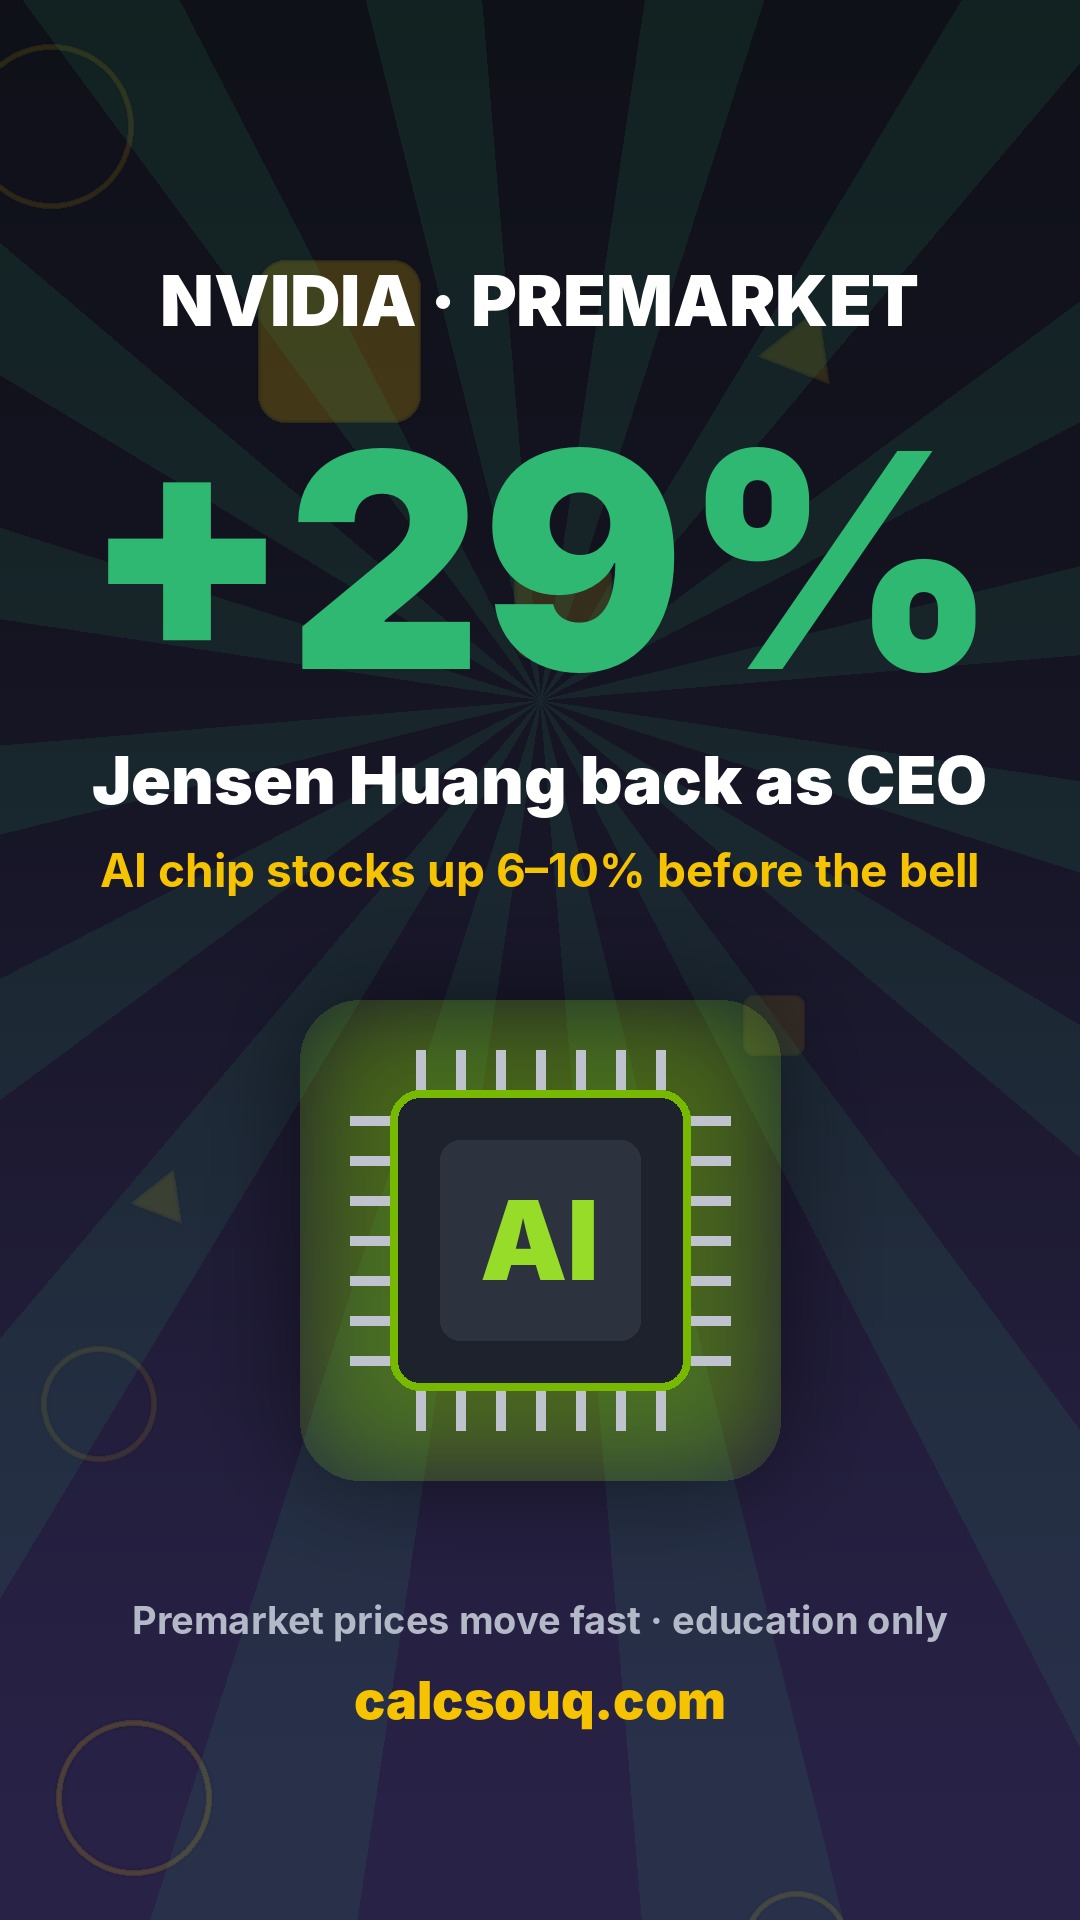 NVIDIA · PREMARKET
+29%
Jensen Huang back as CEO
AI chip stocks up 6–10% before the bell
AI
Premarket prices move fast · education only
calcsouq.com